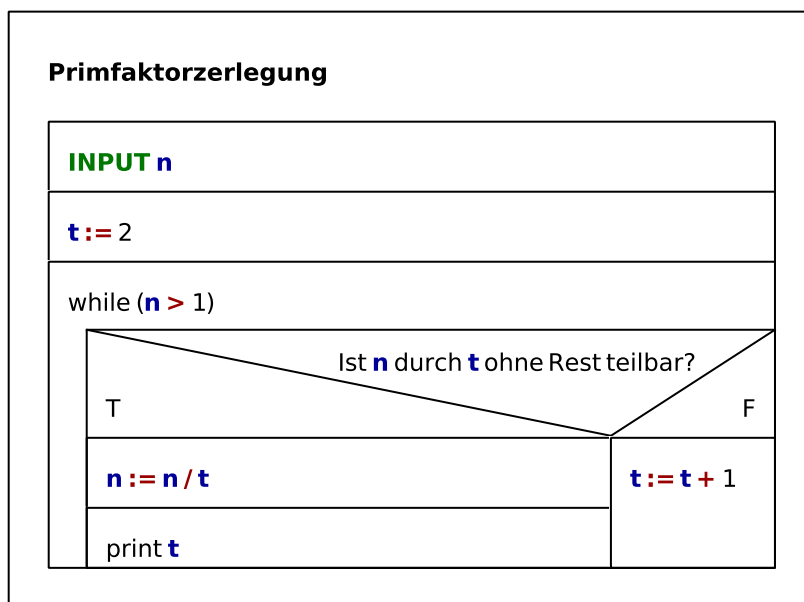 Primfaktorzerlegung
INPUT n
t := 2
while (n > 1)
Ist n durch t ohne Rest teilbar?
T
F
n := n / t
t := t + 1
print t